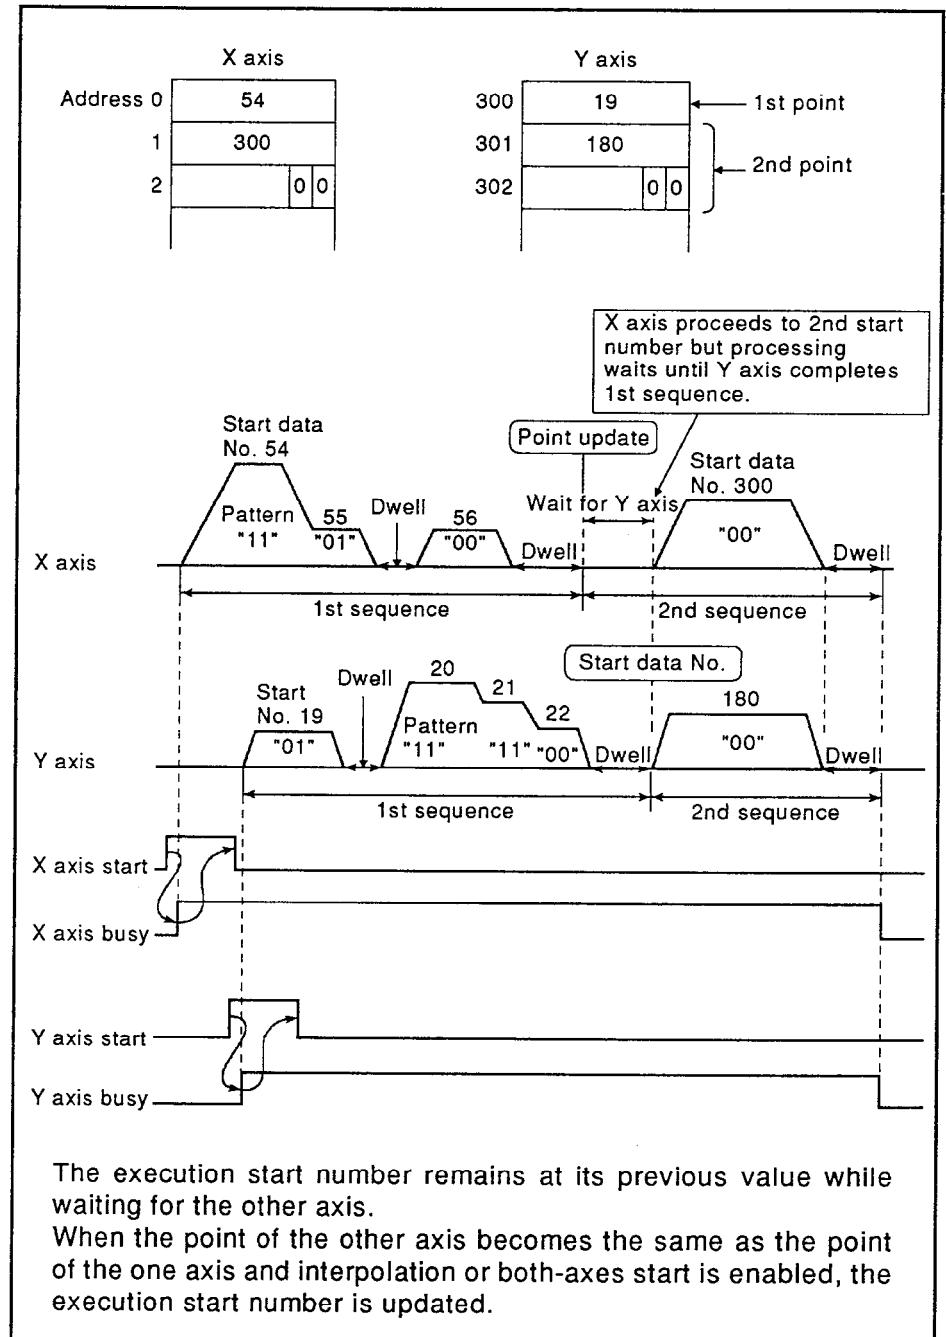 X axis
Y axis
Address 0 54
300 19 1st point
1 300
301 180
2nd point
2 0 0
302 0 0
X axis proceeds to 2nd start
number but processing
waits until Y axis completes
1st sequence.
Start data
No. 54
Point update
Start data
No. 300
Wait for Y axis
Pattern
"11"
55
"01"
Dwell
56
"00"
Dwell
"00"
Dwell
X axis
1st sequence
2nd sequence
Start data No.
Start
No. 19
"01"
Dwell
20
21
22
180
Pattern
"11"
"11"
"00"
Dwell
"00"
Dwell
Y axis
1st sequence
2nd sequence
X axis start
X axis busy
Y axis start
Y axis busy
The execution start number remains at its previous value while
waiting for the other axis.
When the point of the other axis becomes the same as the point
of the one axis and interpolation or both-axes start is enabled, the
execution start number is updated.